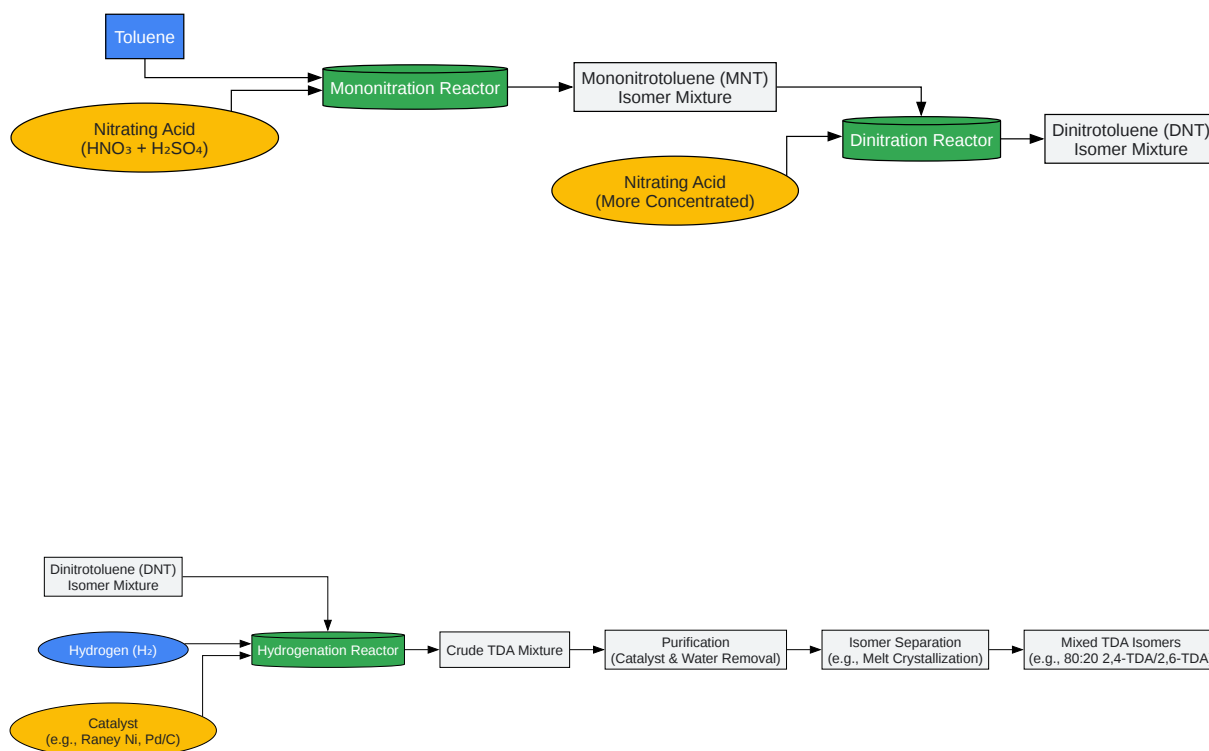 Toluene
Mononitration Reactor
Mononitrotoluene (MNT)
Isomer Mixture
Nitrating Acid
(HNO₃ + H₂SO₄)
Dinitration Reactor
Dinitrotoluene (DNT)
Isomer Mixture
Nitrating Acid
(More Concentrated)
Dinitrotoluene (DNT)
Isomer Mixture
Hydrogen (H₂)
Hydrogenation Reactor
Crude TDA Mixture
Purification
(Catalyst & Water Removal)
Isomer Separation
(e.g., Melt Crystallization)
Mixed TDA Isomers
(e.g., 80:20 2,4-TDA/2,6-TDA
Catalyst
(e.g., Raney Ni, Pd/C)